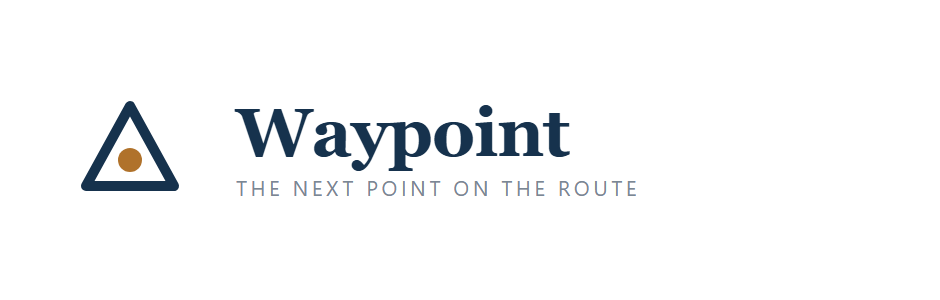 Waypoint
THE NEXT POINT ON THE ROUTE